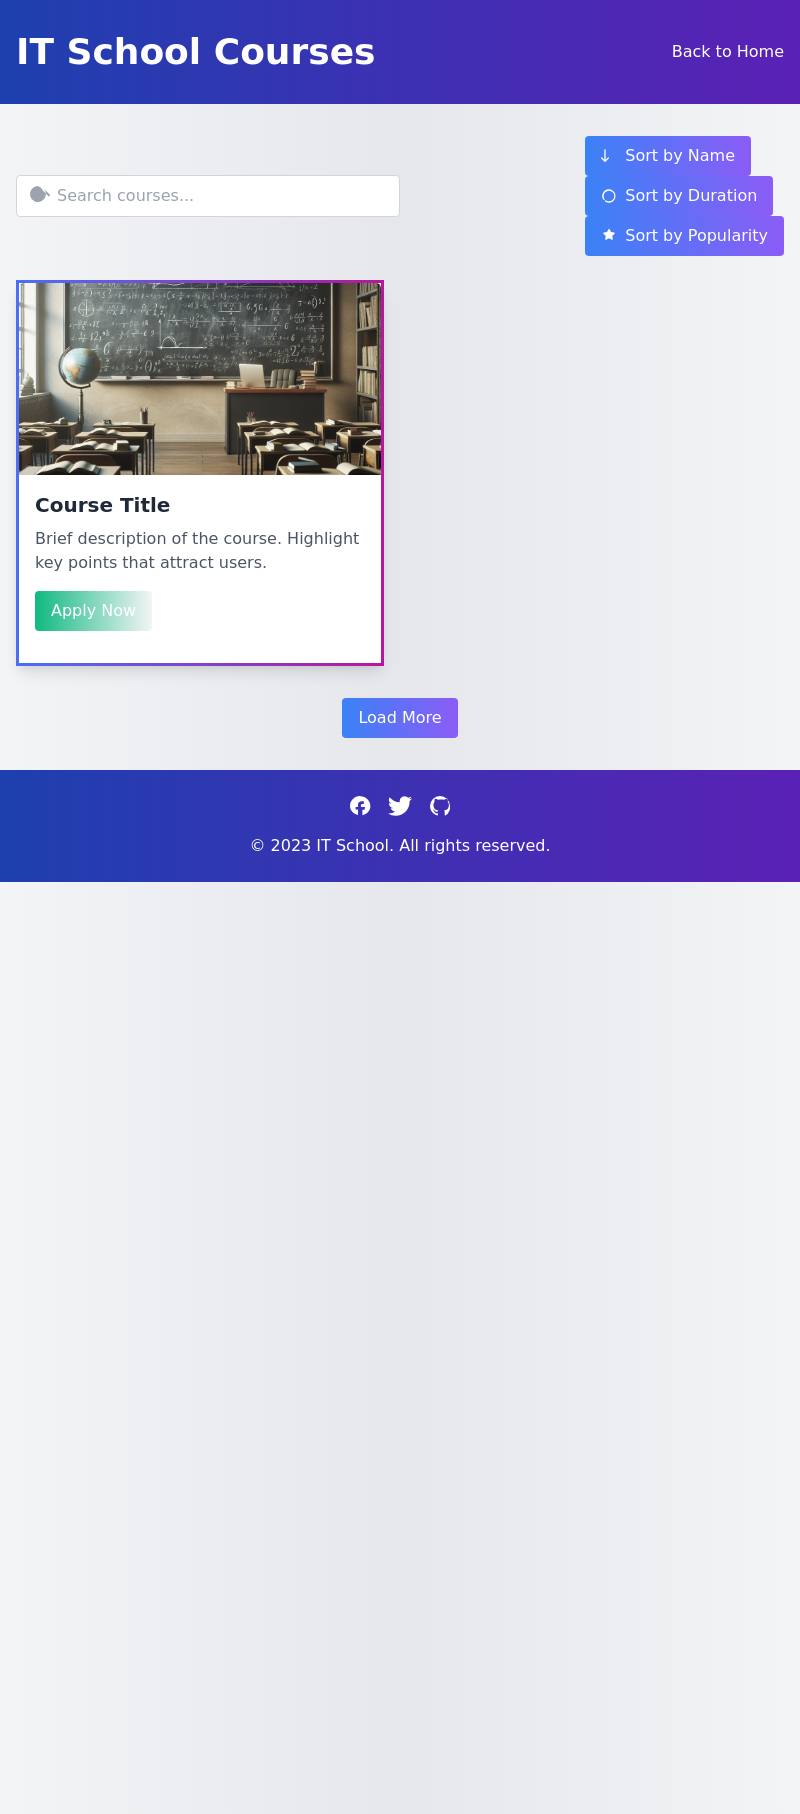 IT School Courses
Back to Home
Search courses...
Sort by Name
Sort by Duration
Sort by Popularity
Course Title
Brief description of the course. Highlight
key points that attract users.
Apply Now
Load More
© 2023 IT School. All rights reserved.